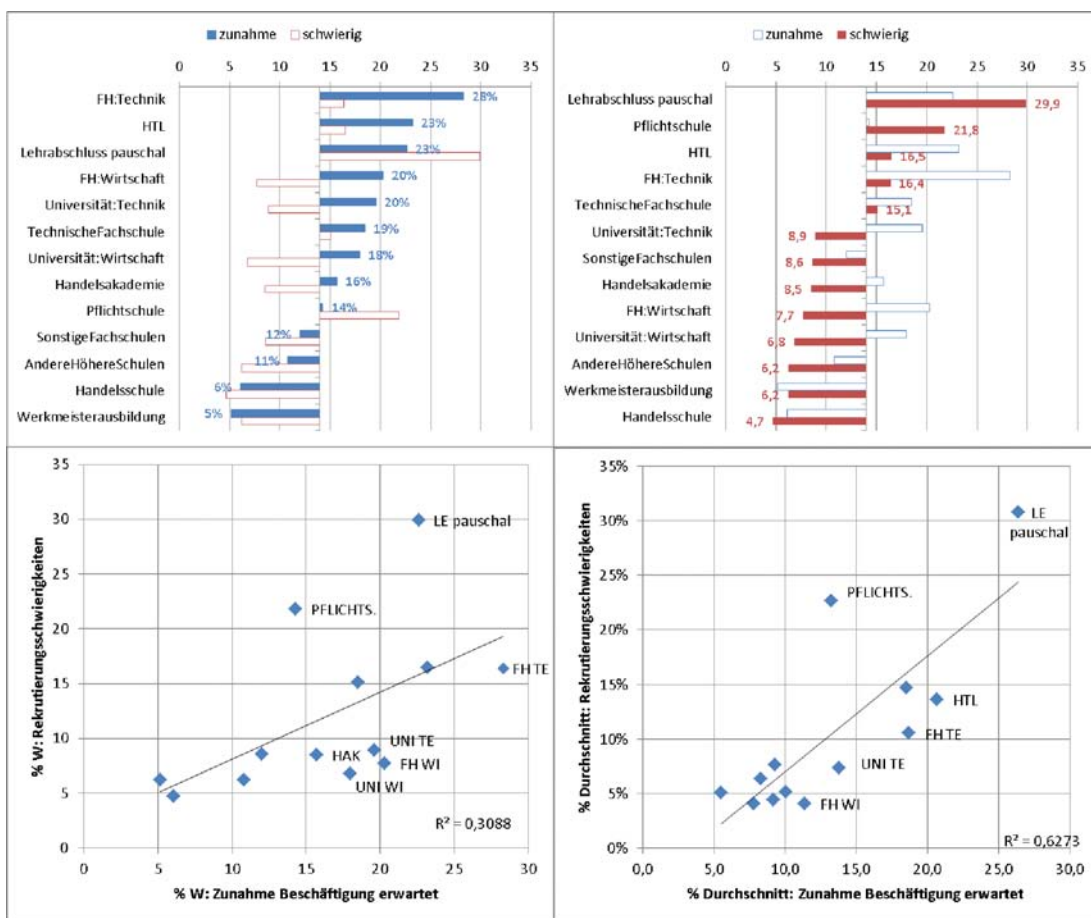 zunahme schwierig
0 5 10 15 20 25 30 35
FH:Technik 28%
HTL 23%
Lehrabschluss pauschal 23%
FH:Wirtschaft 20%
Universität:Technik 20%
TechnischeFachschule 19%
Universität:Wirtschaft 18%
Handelsakademie 16%
Pflichtschule 14%
SonstigeFachschulen 12%
AndereHöhereSchulen 11%
Handelsschule 6%
Werkmeisterausbildung 5%
zunahme schwierig
0 5 10 15 20 25 30 35
Lehrabschluss pauschal 29,9
Pflichtschule 21,8
HTL 16,5
FH:Technik 16,4
TechnischeFachschule 15,1
Universität:Technik 8,9
SonstigeFachschulen 8,6
Handelsakademie 8,5
FH:Wirtschaft 7,7
Universität:Wirtschaft 6,8
AndereHöhereSchulen 6,2
Werkmeisterausbildung 6,2
Handelsschule 4,7
% W: Rekrutierungsschwierigkeiten
35
30
25
20
15
10
5
0
LE pauschal
PFLICHTS.
FH TE
UNI TE
HAK
FH WI
UNI WI
R² = 0,3088
0 5 10 15 20 25 30
% W: Zunahme Beschäftigung erwartet
% Durchschnitt: Rekrutierungsschwierigkeiten
35%
30%
25%
20%
15%
10%
5%
0%
LE
pauschal
PFLICHTS.
HTL
FH TE
UNI TE
FH WI
R² = 0,6273
0,0 5,0 10,0 15,0 20,0 25,0 30,0
% Durchschnitt: Zunahme Beschäftigung erwartet